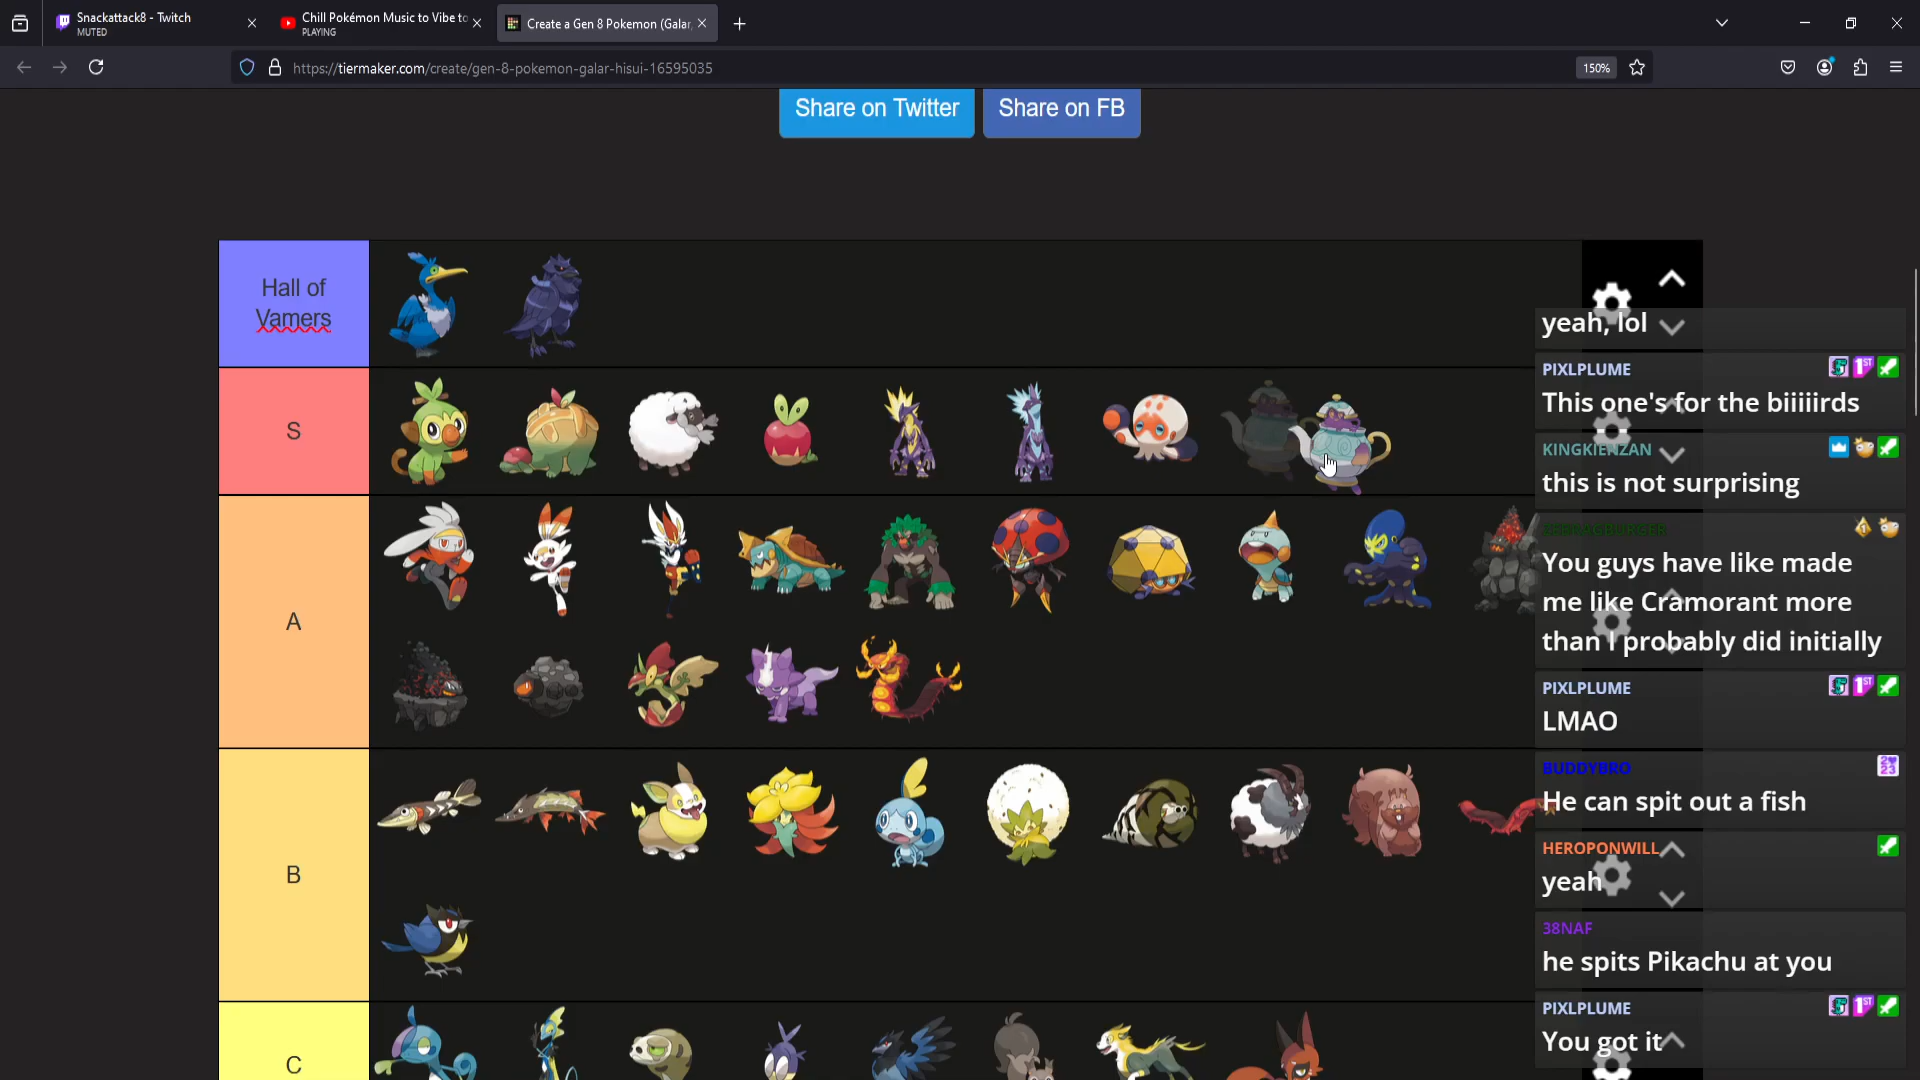 Snackattack8 - Twitch
MUTED
Chill Pokémon Music to Vibe to
PLAYING
Create a Gen 8 Pokemon (Galar,
https://tiermaker.com/create/gen-8-pokemon-galar-hisui-16595035
150%
Share on Twitter
Share on FB
Hall of
Vamers
S
A
B
C
yeah, lol
PIXLPLUME
This one's for the biiiiirds
KINGKIENZAN
this is not surprising
You guys have like made
me like Cramorant more
than I probably did initially
PIXLPLUME
LMAO
BUDDYBRO
He can spit out a fish
HEROPONWILL
yeah
38NAF
he spits Pikachu at you
PIXLPLUME
You got it